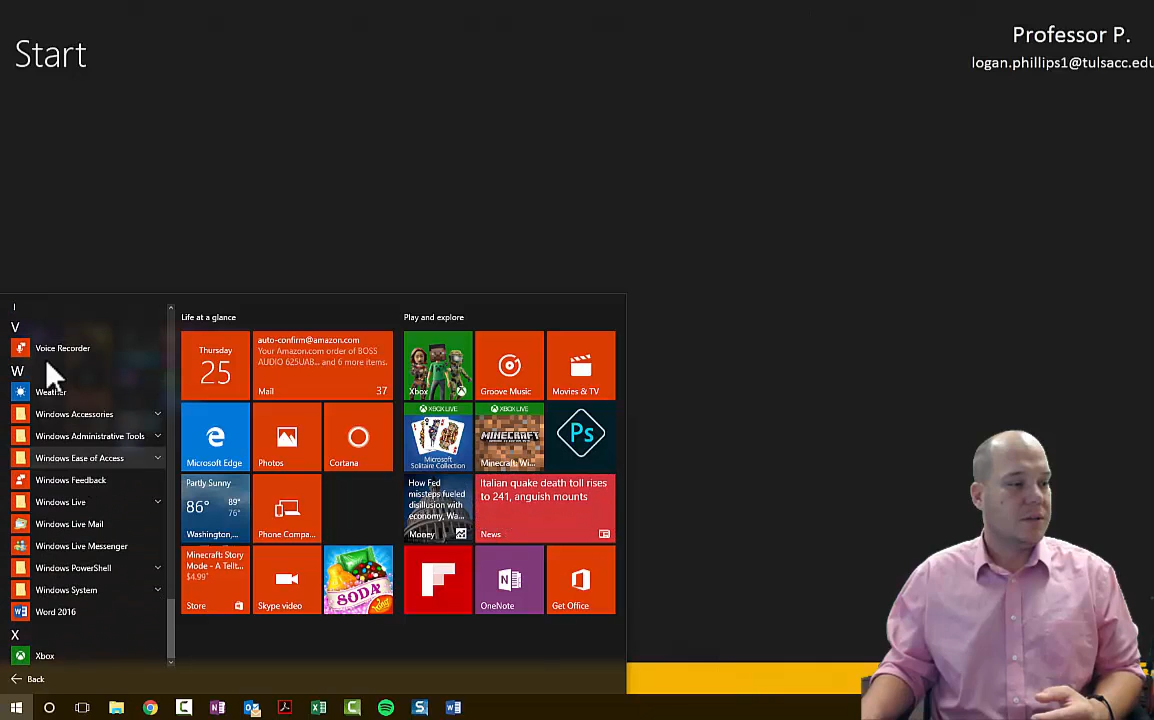 Start
Professor P.
logan.phillips1@tulsacc.edu
V
Voice Recorder
W
Weather
Windows Accessories
Windows Administrative Tools
Windows Ease of Access
Windows Feedback
Windows Live
Windows Live Mail
Windows Live Messenger
Windows PowerShell
Windows System
Word 2016
X
Xbox
Back
Life at a glance
Thursday
25
auto-confirm@amazon.com
Your Amazon.com order of BOSS
AUDIO 625UAB... and 6 more items.
Mail
37
Microsoft Edge
Photos
Cortana
Partly Sunny
86°
89°
76°
Washington,...
Phone Compa...
Minecraft: Story
Mode - A Tellt...
$4.99*
Store
Skype video
SODA
Play and explore
Xbox
Groove Music
Movies & TV
XBOX LIVE
Microsoft
Solitaire Collection
XBOX LIVE
MINECRAFT
Minecraft: Wi...
Ps
How Fed
missteps fueled
disillusion with
economy, Wa...
Money
Italian quake death toll rises
to 241, anguish mounts
News
OneNote
Get Office